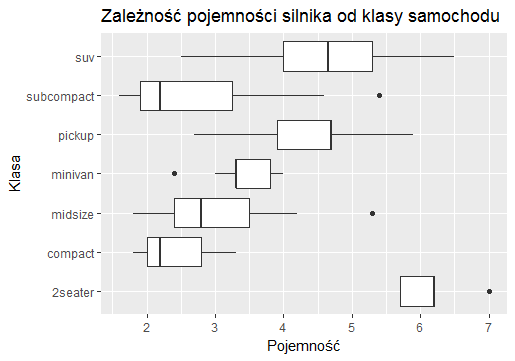 Zależność pojemności silnika od klasy samochodu
Klasa
suv
subcompact
pickup
minivan
midsize
compact
2seater
2 3 4 5 6 7
Pojemność